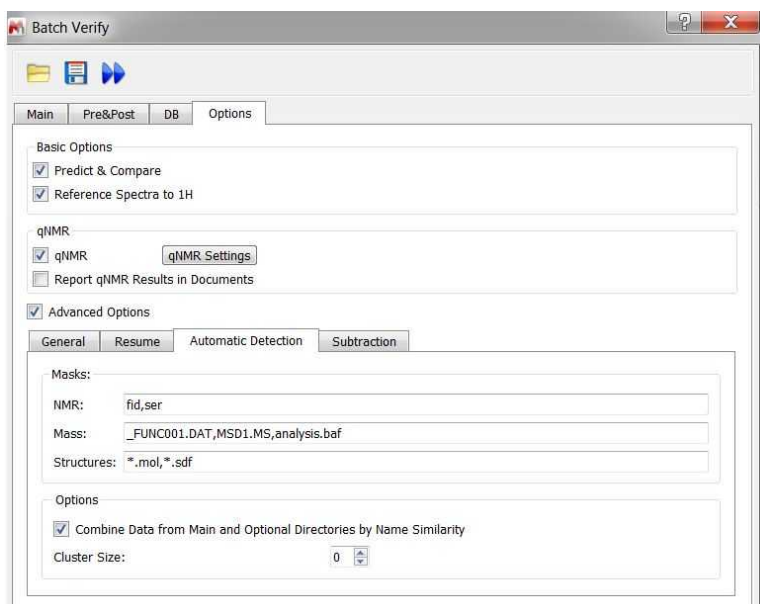 Batch Verify
Main Pre&Post DB Options
Basic Options
Predict & Compare
Reference Spectra to 1H
qNMR
qNMR qNMR Settings
Report qNMR Results in Documents
Advanced Options
General Resume Automatic Detection Subtraction
Masks:
NMR: fid,ser
Mass: _FUNC001.DAT,MSD1.MS,analysis.baf
Structures: *.mol,*.sdf
Options
Combine Data from Main and Optional Directories by Name Similarity
Cluster Size: 0